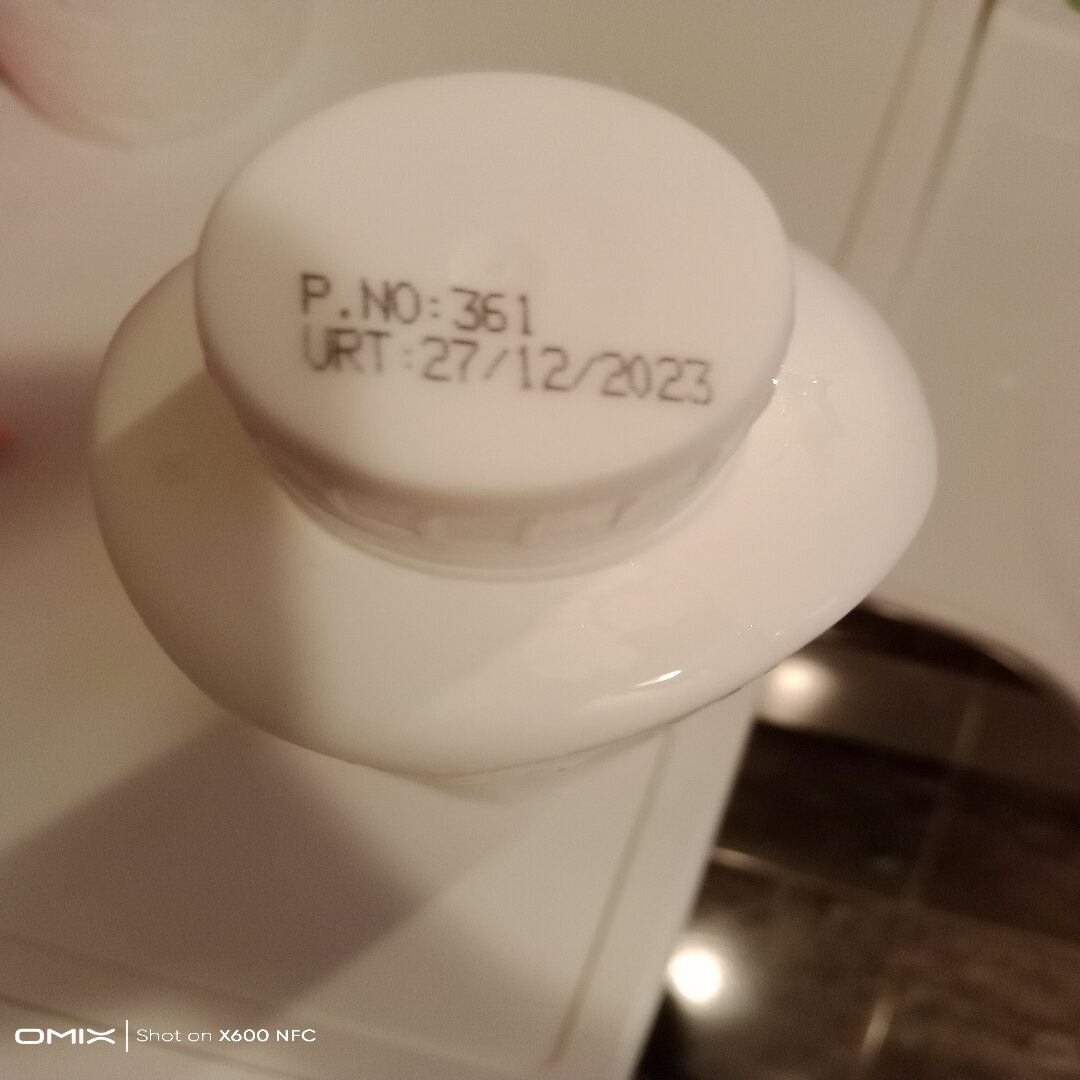 P.NO:361
URT:27/12/2023
OMIX Shot on X600 NFC